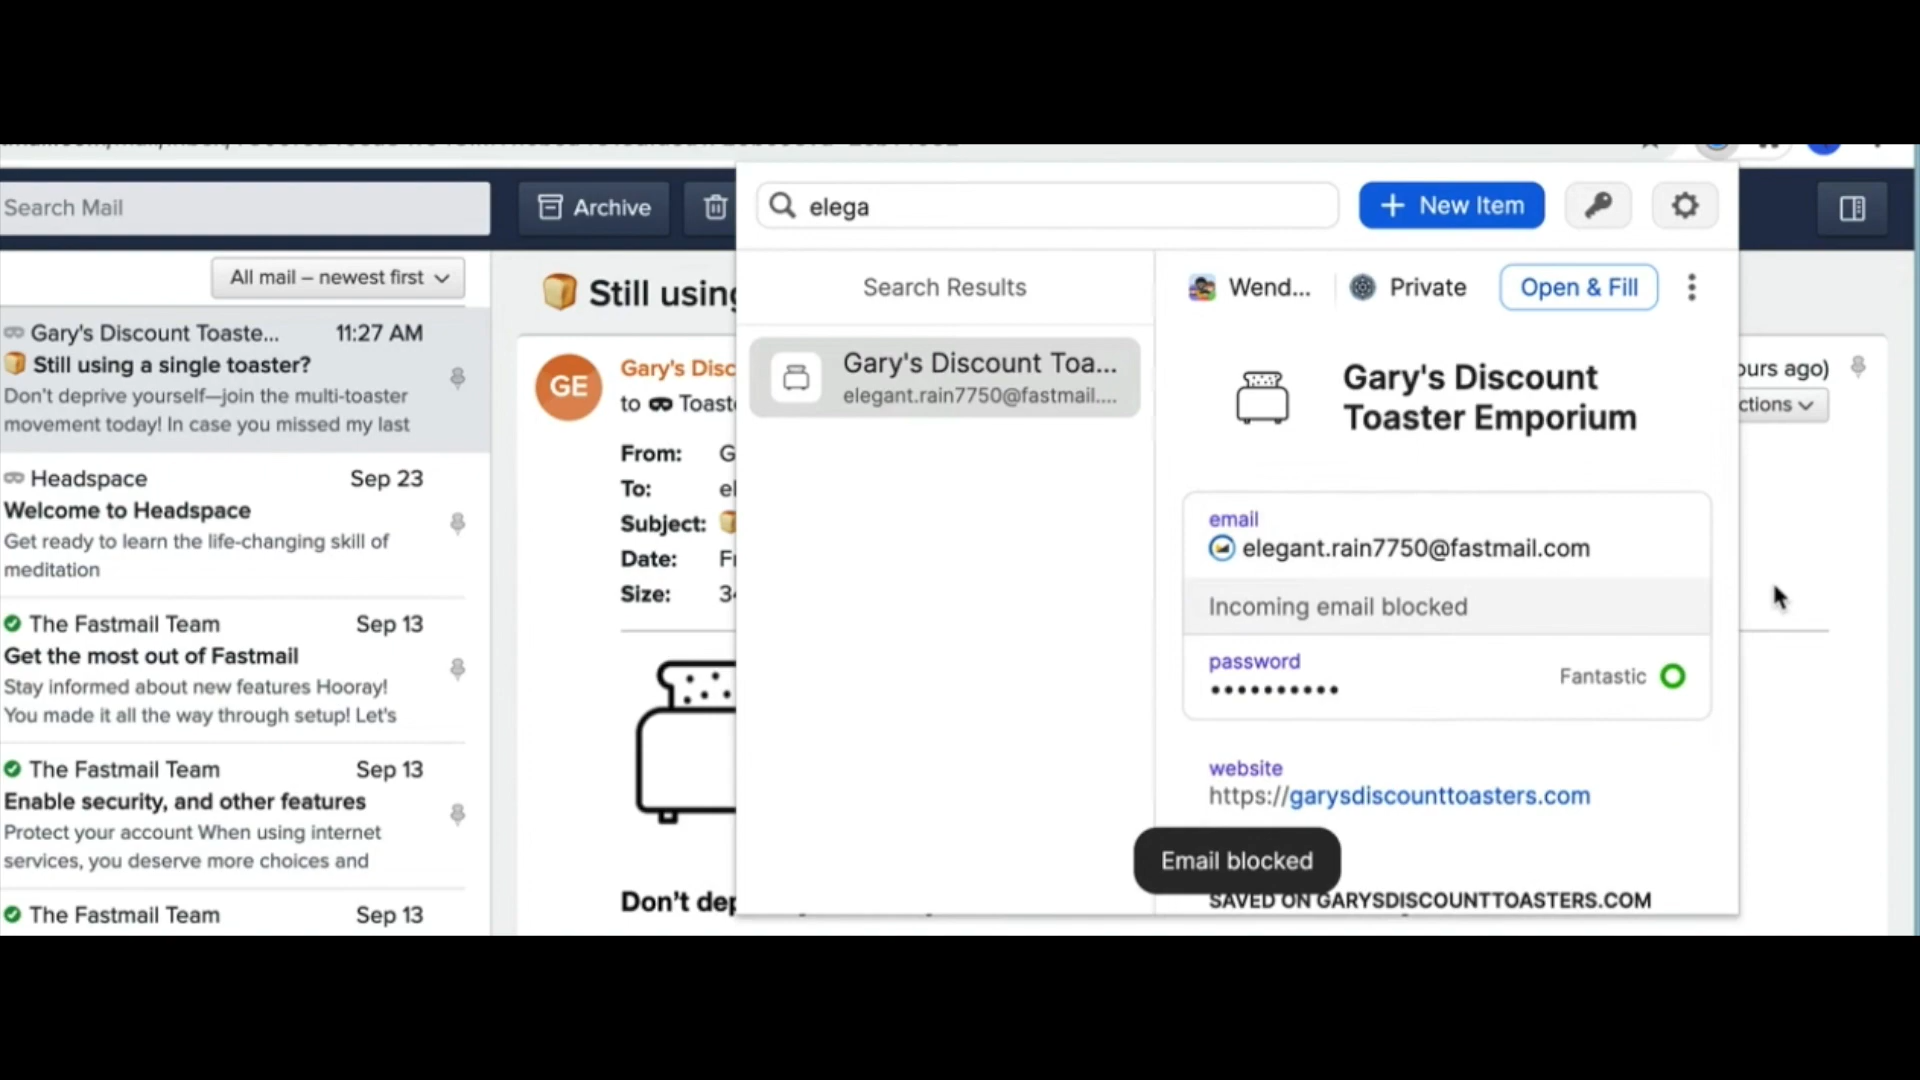 Search Mail
Archive
elega
New Item
All mail – newest first
Gary's Discount Toaste... 11:27 AM
Still using a single toaster?
Don't deprive yourself—join the multi-toaster
movement today! In case you missed my last
Headspace Sep 23
Welcome to Headspace
Get ready to learn the life-changing skill of
meditation
The Fastmail Team Sep 13
Get the most out of Fastmail
Stay informed about new features Hooray!
You made it all the way through setup! Let's
The Fastmail Team Sep 13
Enable security, and other features
Protect your account When using internet
services, you deserve more choices and
The Fastmail Team Sep 13
Still using
GE
Gary's Disc
to Toast
From: G
To: el
Subject:
Date: Fr
Size: 34
Don't dep
Search Results
Gary's Discount Toa...
elegant.rain7750@fastmail....
Wend...
Private
Open & Fill
Gary's Discount
Toaster Emporium
email
elegant.rain7750@fastmail.com
Incoming email blocked
password
•••••••••• Fantastic
website
https://garysdiscounttoasters.com
Email blocked
SAVED ON GARYSDISCOUNTTOASTERS.COM
ours ago)
ctions